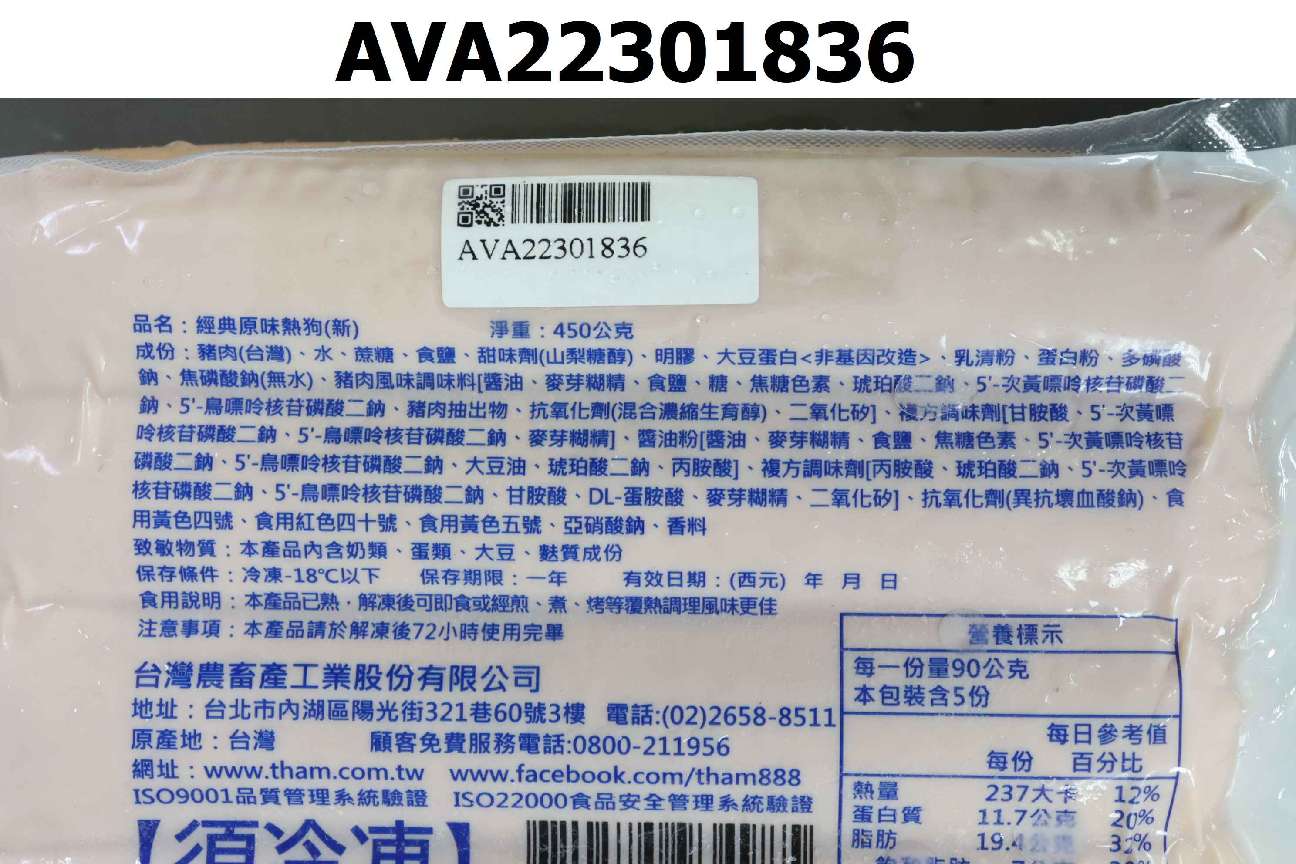 AVA22301836
AVA22301836
品名：經典原味熱狗(新) 淨重：450公克
成份：豬肉(台灣)、水、蔗糖、食鹽、甜味劑(山梨糖醇)、明膠、大豆蛋白<非基因改造>、乳清粉、蛋白粉、多磷酸
鈉、焦磷酸鈉(無水)、豬肉風味調味料[醬油、麥芽糊精、食鹽、糖、焦糖色素、琥珀酸二鈉、5'-次黃嘌呤核苷磷酸二
鈉、5'-鳥嘌呤核苷磷酸二鈉、豬肉抽出物、抗氧化劑(混合濃縮生育醇)、二氧化矽]、複方調味劑[甘胺酸、5'-次黃嘌
呤核苷磷酸二鈉、5'-鳥嘌呤核苷磷酸二鈉、麥芽糊精]、醬油粉[醬油、麥芽糊精、食鹽、焦糖色素、5'-次黃嘌呤核苷
磷酸二鈉、5'-鳥嘌呤核苷磷酸二鈉、大豆油、琥珀酸二鈉、丙胺酸]、複方調味劑[丙胺酸、琥珀酸二鈉、5'-次黃嘌呤
核苷磷酸二鈉、5'-鳥嘌呤核苷磷酸二鈉、甘胺酸、DL-蛋胺酸、麥芽糊精、二氧化矽]、抗氧化劑(異抗壞血酸鈉)、食
用黃色四號、食用紅色四十號、食用黃色五號、亞硝酸鈉、香料
致敏物質：本產品內含奶類、蛋類、大豆、麩質成份
保存條件：冷凍-18℃以下 保存期限：一年 有效日期：(西元) 年 月 日
食用說明：本產品已熟，解凍後可即食或經煎、煮、烤等覆熱調理風味更佳
注意事項：本產品請於解凍後72小時使用完畢
台灣農畜產工業股份有限公司
地址：台北市內湖區陽光街321巷60號3樓 電話:(02)2658-8511
原產地：台灣 顧客免費服務電話:0800-211956
網址：www.tham.com.tw www.facebook.com/tham888
ISO9001品質管理系統驗證 ISO22000食品安全管理系統驗證
【須冷凍】
營養標示
每一份量90公克
本包裝含5份
每日參考值
每份 百分比
熱量 237大卡 12%
蛋白質 11.7公克 20%
脂肪 19.4公克 32%
飽和脂肪